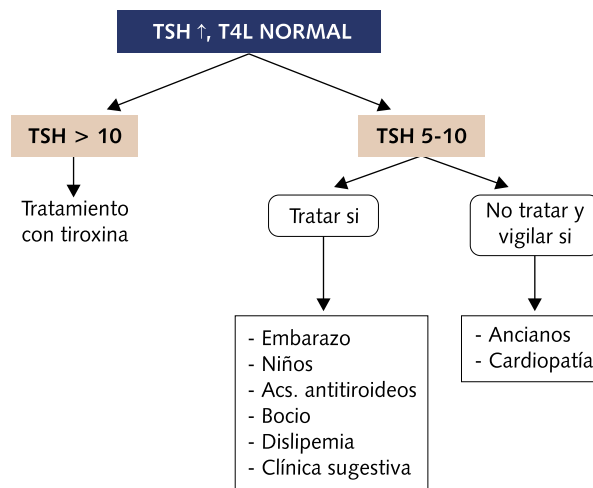 TSH ↑, T4L NORMAL
TSH > 10
TSH 5-10
Tratamiento
con tiroxina
Tratar si
No tratar y
vigilar si
- Embarazo
- Niños
- Acs. antitiroideos
- Bocio
- Dislipemia
- Clínica sugestiva
- Ancianos
- Cardiopatía